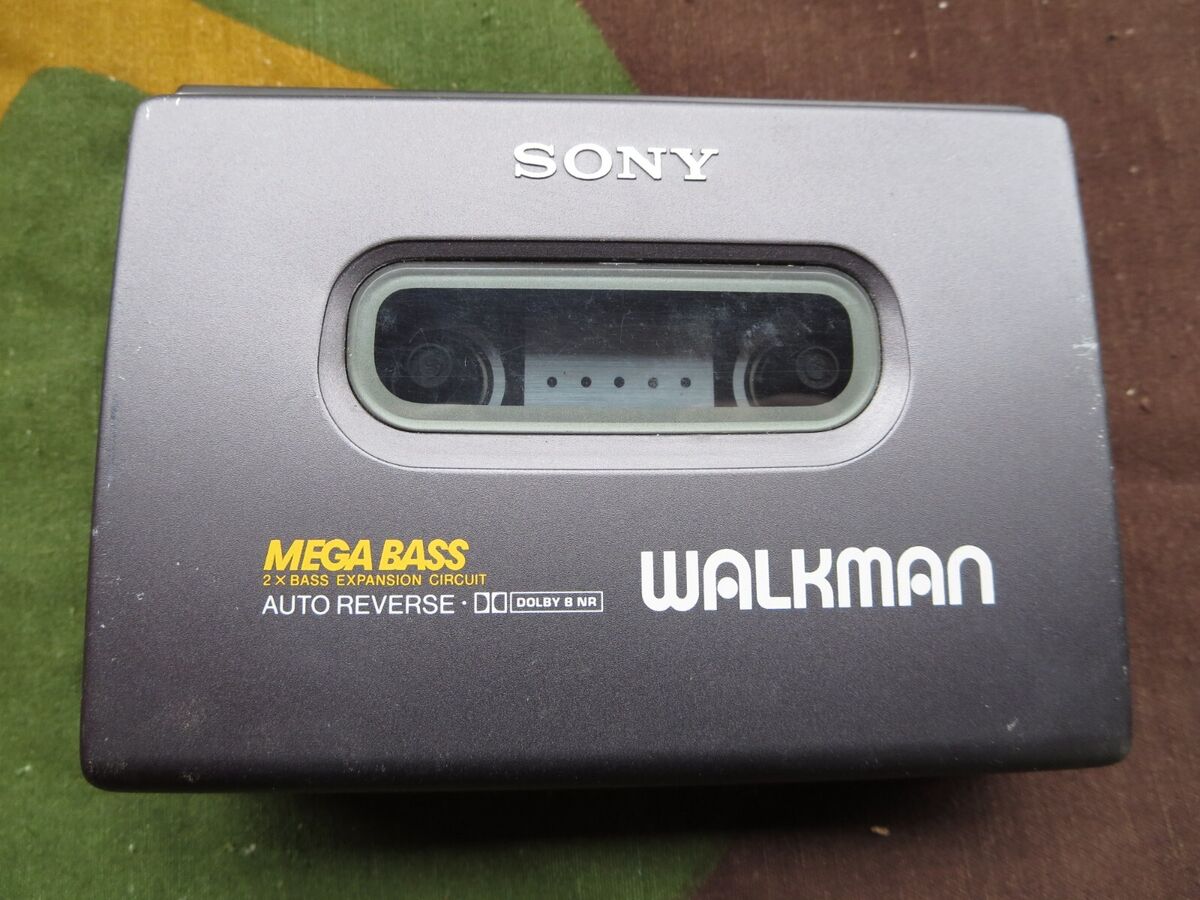 SONY
MEGA BASS
2 × BASS EXPANSION CIRCUIT
AUTO REVERSE · DOLBY B NR
WALKMAN